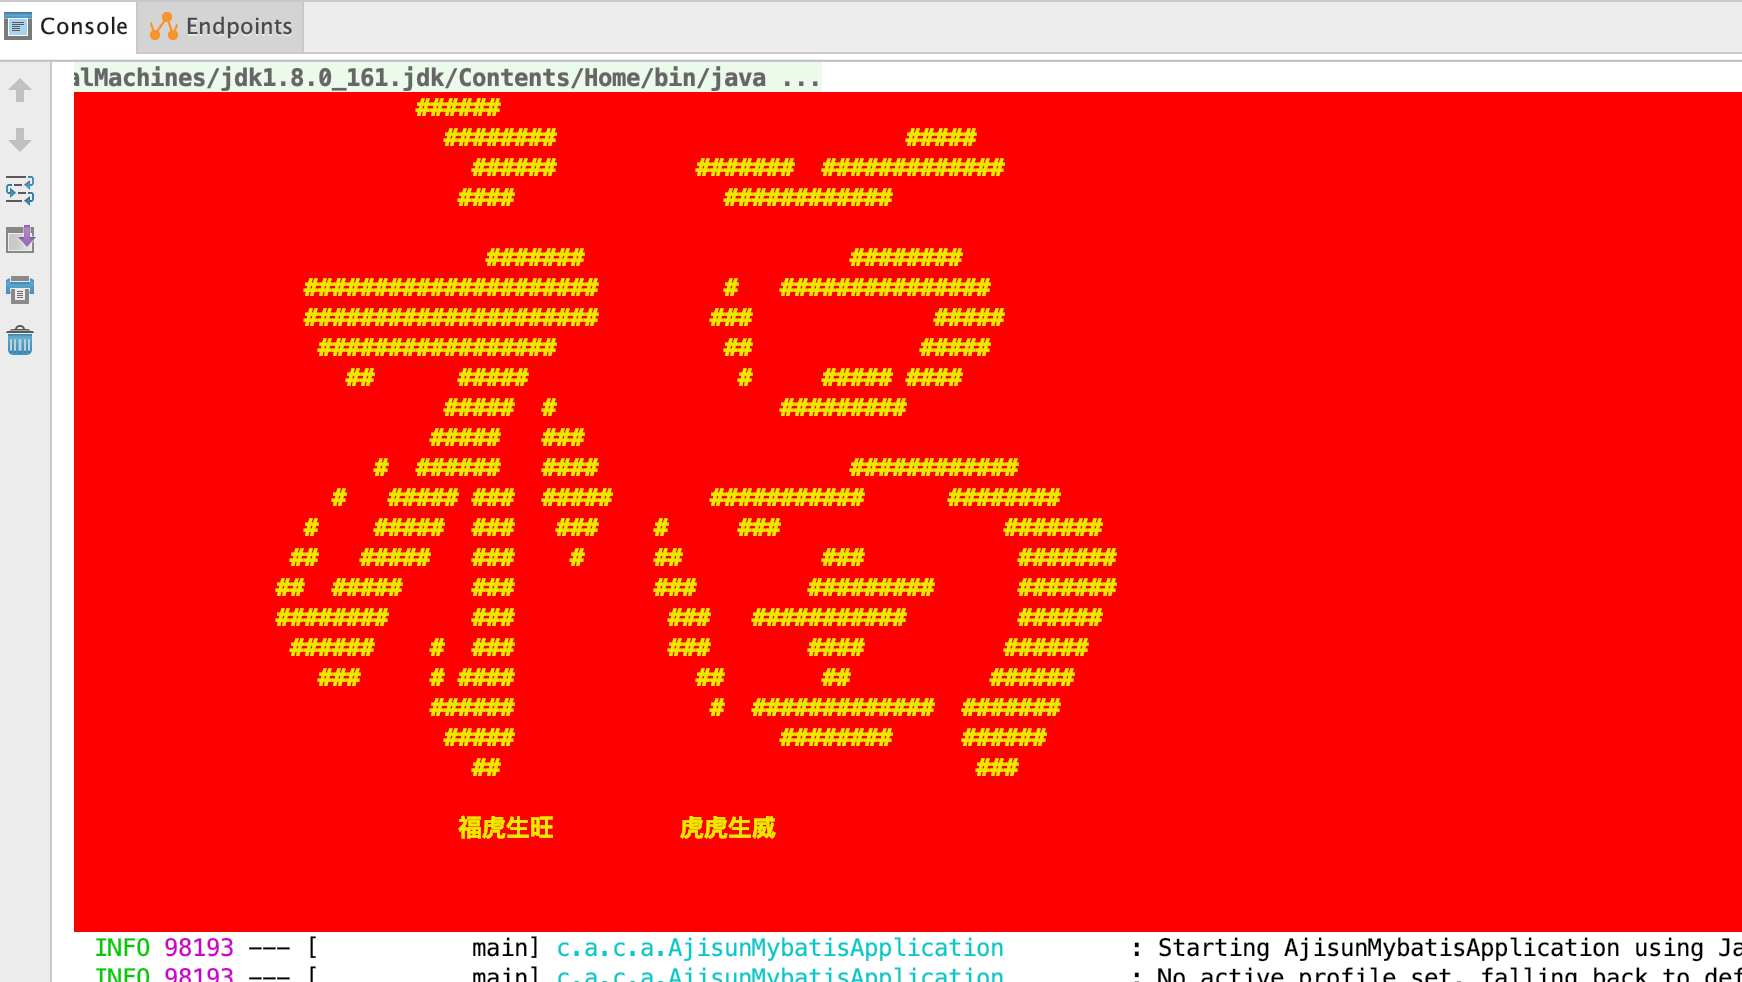 Console Endpoints
alMachines/jdk1.8.0_161.jdk/Contents/Home/bin/java ...
福
福虎生旺 虎虎生威
INFO 98193 --- [ main] c.a.c.a.AjisunMybatisApplication : Starting AjisunMybatisApplication using Ja
INFO 98193 --- [ main] c.a.c.a.AjisunMybatisApplication : No active profile set, falling back to def